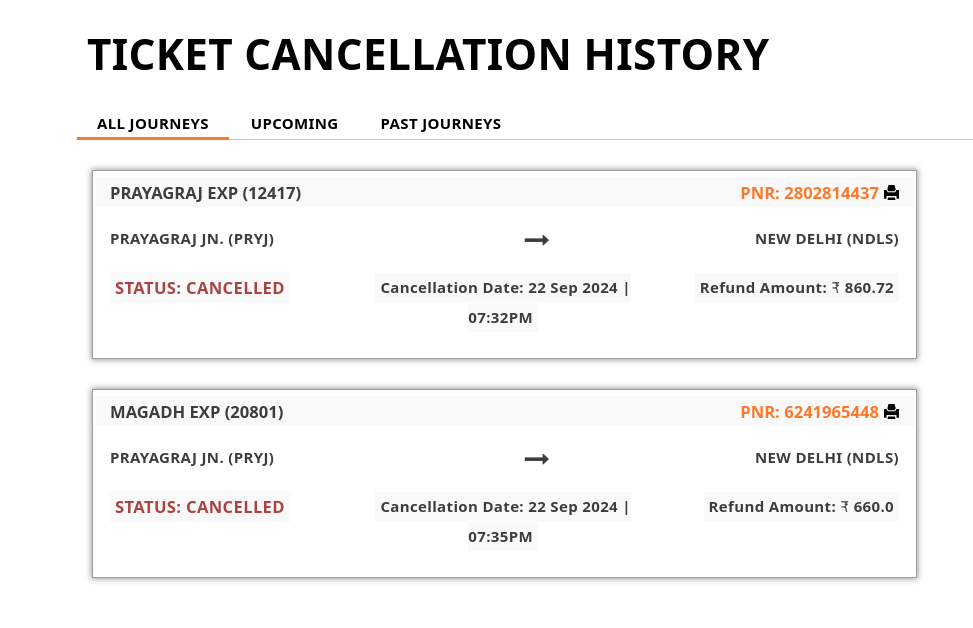 TICKET CANCELLATION HISTORY
ALL JOURNEYS UPCOMING PAST JOURNEYS
PRAYAGRAJ EXP (12417) PNR: 2802814437
PRAYAGRAJ JN. (PRYJ) NEW DELHI (NDLS)
STATUS: CANCELLED Cancellation Date: 22 Sep 2024 | Refund Amount: ₹ 860.72
07:32PM
MAGADH EXP (20801) PNR: 6241965448
PRAYAGRAJ JN. (PRYJ) NEW DELHI (NDLS)
STATUS: CANCELLED Cancellation Date: 22 Sep 2024 | Refund Amount: ₹ 660.0
07:35PM